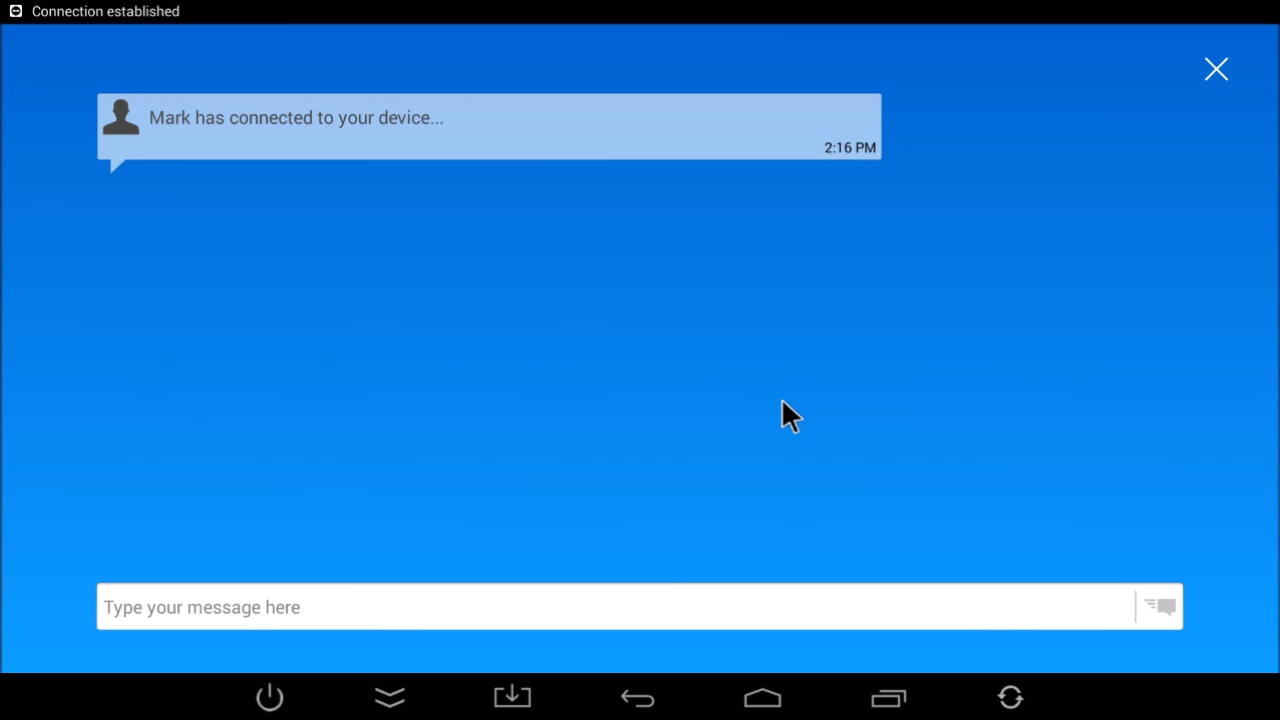 Connection established
Mark has connected to your device...
2:16 PM
Type your message here